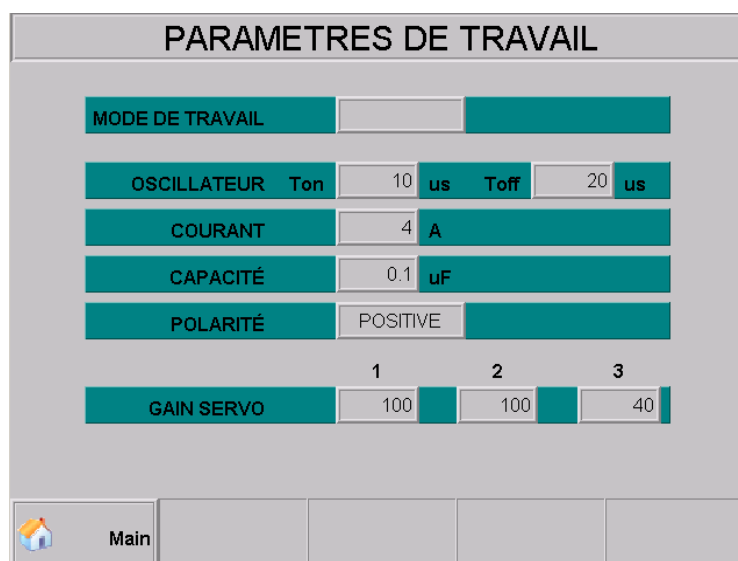 PARAMETRES DE TRAVAIL
MODE DE TRAVAIL
OSCILLATEUR Ton 10 us Toff 20 us
COURANT 4 A
CAPACITÉ 0.1 uF
POLARITÉ POSITIVE
1 2 3
GAIN SERVO 100 100 40
Main